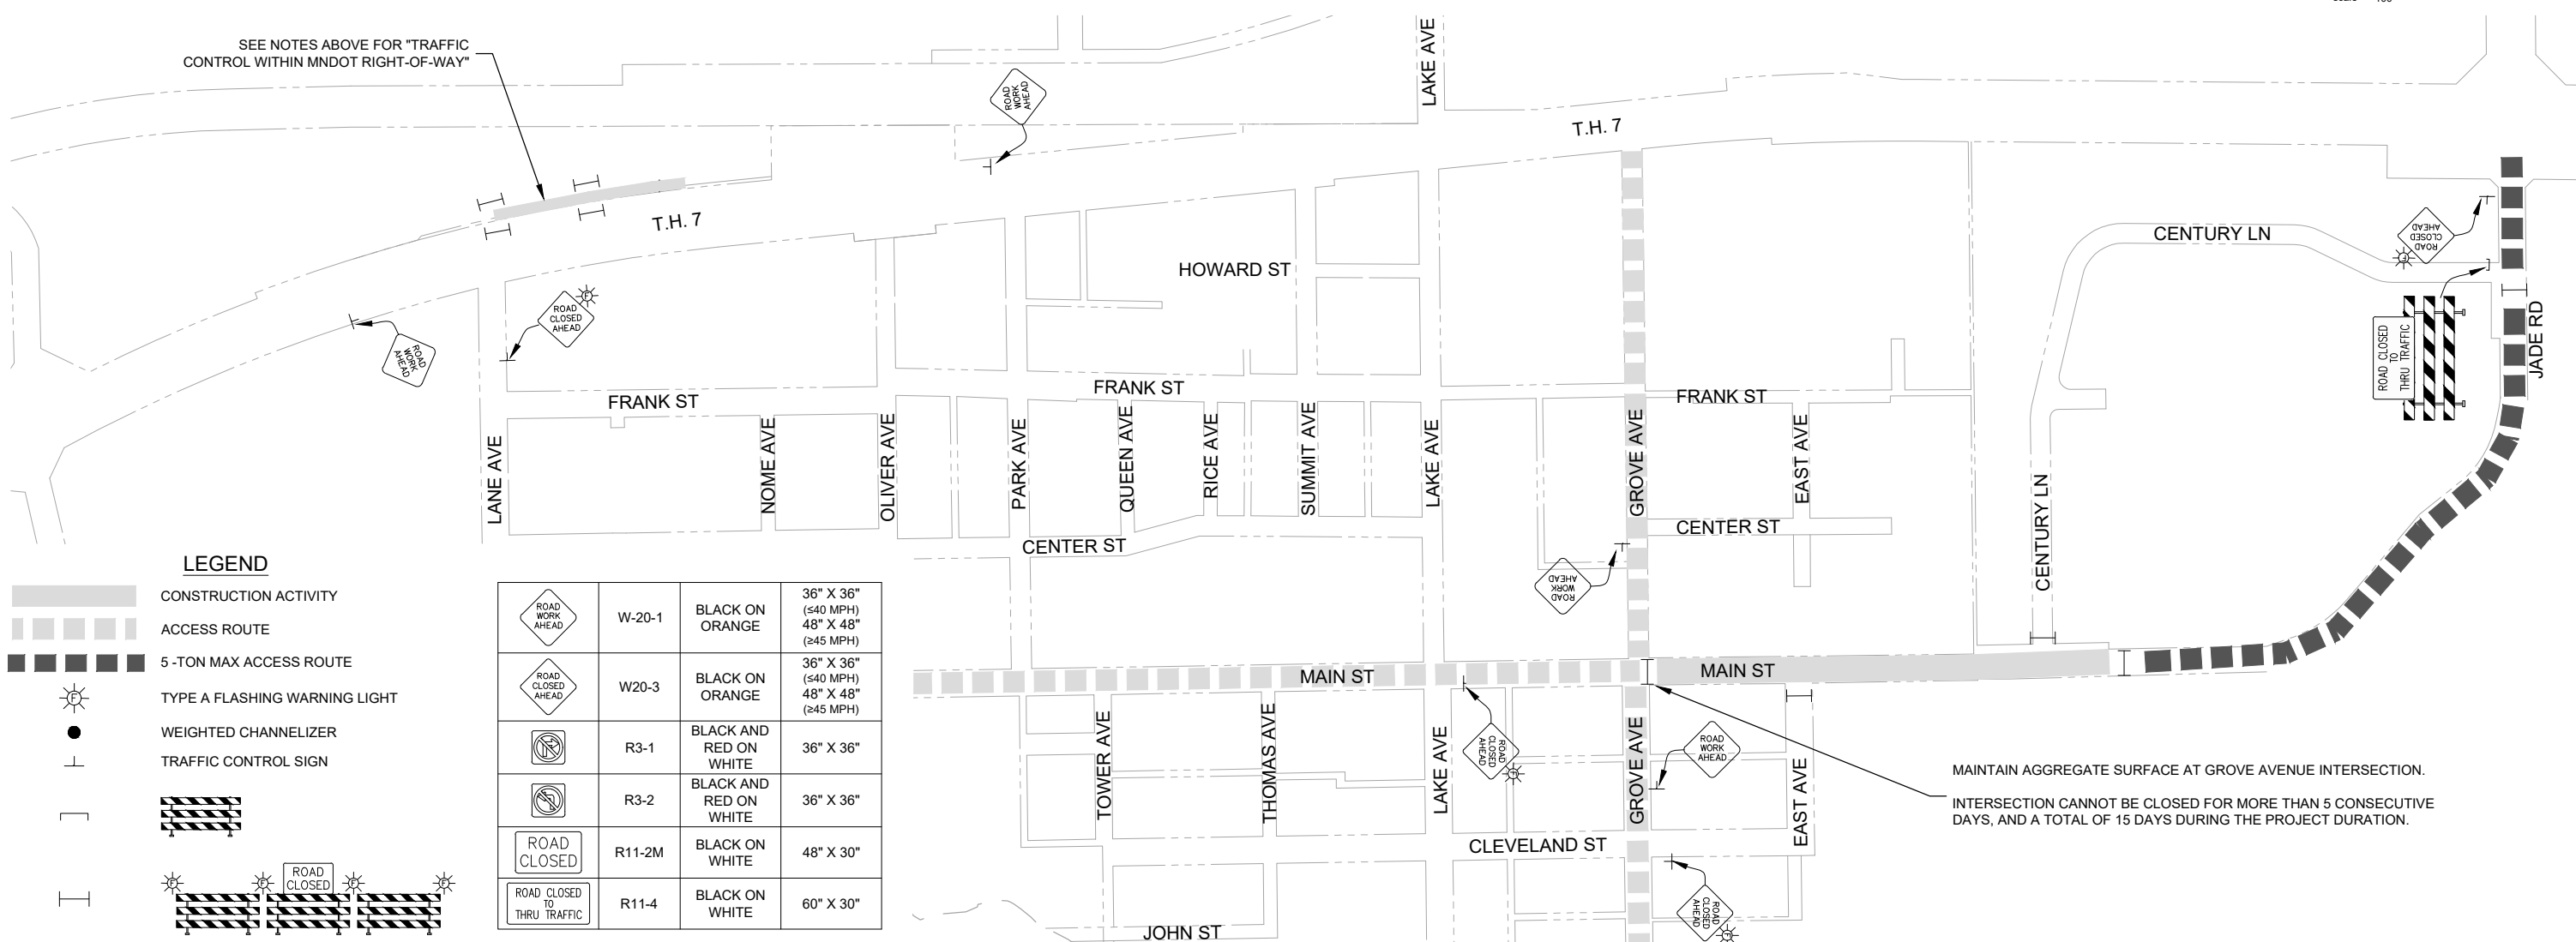 SEE NOTES ABOVE FOR "TRAFFIC
CONTROL WITHIN MNDOT RIGHT-OF-WAY"
ROAD
WORK
AHEAD
LAKE AVE
T.H. 7
T.H. 7
HOWARD ST
CENTURY LN
ROAD
CLOSED
AHEAD
F
ROAD
CLOSED
AHEAD
F
ROAD
WORK
AHEAD
ROAD CLOSED
TO
THRU TRAFFIC
JADE RD
FRANK ST
FRANK ST
FRANK ST
LANE AVE
NOME AVE
OLIVER AVE
PARK AVE
QUEEN AVE
RICE AVE
SUMMIT AVE
LAKE AVE
GROVE AVE
EAST AVE
CENTURY LN
CENTER ST
CENTER ST
ROAD
WORK
AHEAD
MAIN ST
MAIN ST
TOWER AVE
THOMAS AVE
LAKE AVE
ROAD
CLOSED
AHEAD
F
GROVE AVE
ROAD
WORK
AHEAD
EAST AVE
CLEVELAND ST
ROAD
CLOSED
AHEAD
F
JOHN ST
MAINTAIN AGGREGATE SURFACE AT GROVE AVENUE INTERSECTION.
INTERSECTION CANNOT BE CLOSED FOR MORE THAN 5 CONSECUTIVE
DAYS, AND A TOTAL OF 15 DAYS DURING THE PROJECT DURATION.
LEGEND
CONSTRUCTION ACTIVITY
ACCESS ROUTE
5 -TON MAX ACCESS ROUTE
F
TYPE A FLASHING WARNING LIGHT
WEIGHTED CHANNELIZER
TRAFFIC CONTROL SIGN
F F F F
ROAD
CLOSED
ROAD
WORK
AHEAD
W-20-1
BLACK ON
ORANGE
36" X 36"
(≤40 MPH)
48" X 48"
(≥45 MPH)
ROAD
CLOSED
AHEAD
W20-3
BLACK ON
ORANGE
36" X 36"
(≤40 MPH)
48" X 48"
(≥45 MPH)
R3-1
BLACK AND
RED ON
WHITE
36" X 36"
R3-2
BLACK AND
RED ON
WHITE
36" X 36"
ROAD
CLOSED
R11-2M
BLACK ON
WHITE
48" X 30"
ROAD CLOSED
TO
THRU TRAFFIC
R11-4
BLACK ON
WHITE
60" X 30"